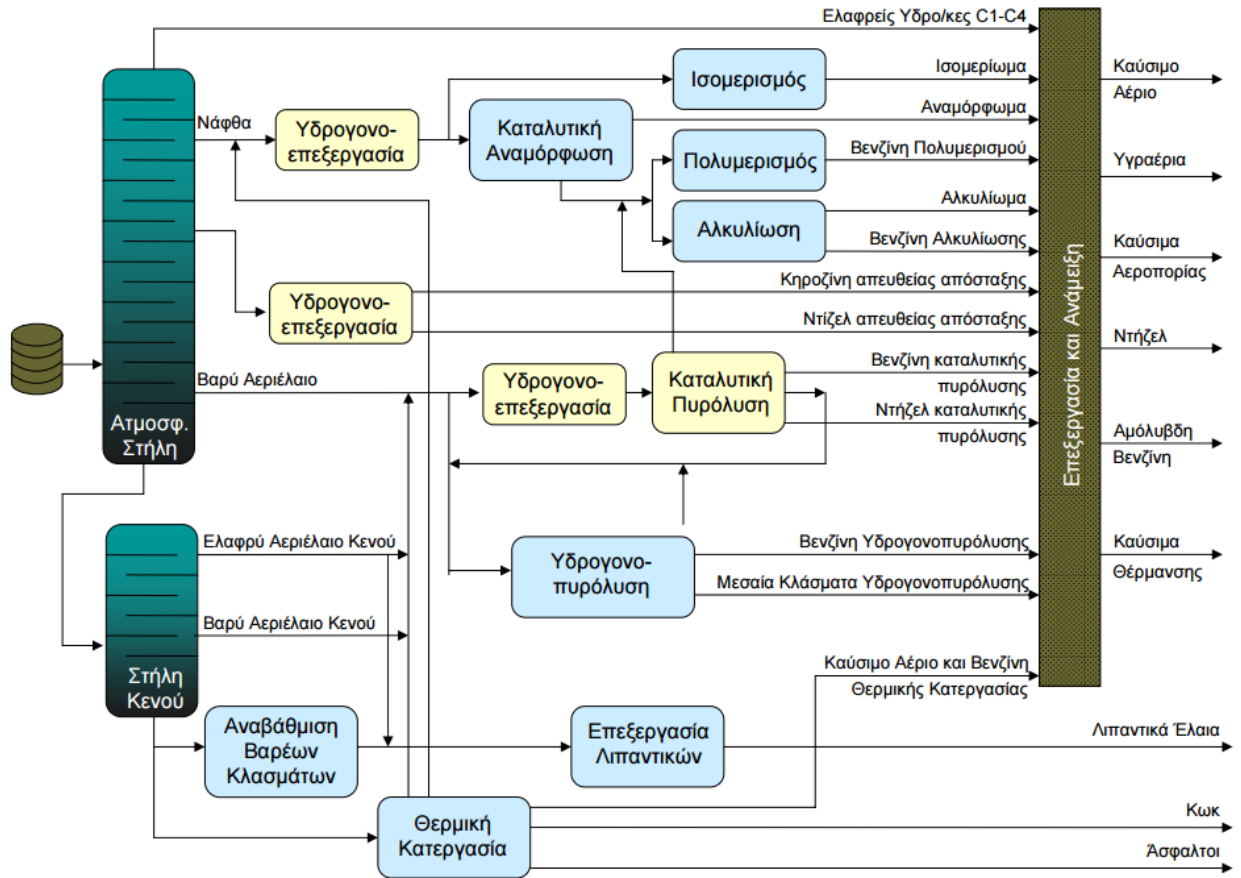 Ελαφρείς Υδρο/κες C1-C4
Ισομερισμός
Ισομερίωμα
Καύσιμο
Αέριο
Νάφθα
Υδρογονο-
επεξεργασία
Καταλυτική
Αναμόρφωση
Αναμόρφωμα
Πολυμερισμός
Βενζίνη Πολυμερισμού
Υγραέρια
Αλκυλίωση
Αλκυλίωμα
Βενζίνη Αλκυλίωσης
Καύσιμα
Αεροπορίας
Επεξεργασία και Ανάμειξη
Υδρογονο-
επεξεργασία
Κηροζίνη απευθείας απόσταξης
Ντίζελ απευθείας απόσταξης
Ντήζελ
Βαρύ Αεριέλαιο
Υδρογονο-
επεξεργασία
Καταλυτική
Πυρόλυση
Βενζίνη καταλυτικής
πυρόλυσης
Ντήζελ καταλυτικής
πυρόλυσης
Αμόλυβδη
Βενζίνη
Ατμοσφ.
Στήλη
Ελαφρύ Αεριέλαιο Κενού
Υδρογονο-
πυρόλυση
Βενζίνη Υδρογονοπυρόλυσης
Μεσαία Κλάσματα Υδρογονοπυρόλυσης
Καύσιμα
Θέρμανσης
Βαρύ Αεριέλαιο Κενού
Στήλη
Κενού
Καύσιμο Αέριο και Βενζίνη
Θερμικής Κατεργασίας
Αναβάθμιση
Βαρέων
Κλασμάτων
Επεξεργασία
Λιπαντικών
Λιπαντικά Έλαια
Θερμική
Κατεργασία
Κωκ
Άσφαλτοι